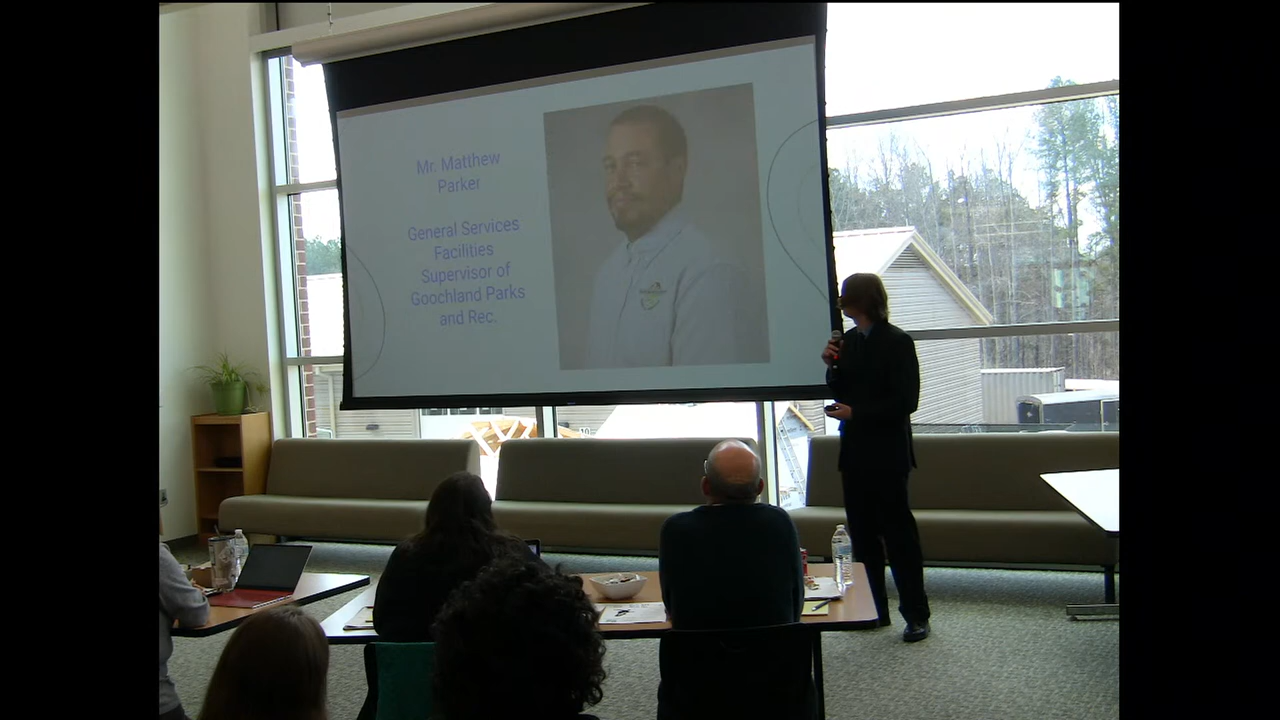 Mr. Matthew
Parker
General Services
Facilities
Supervisor of
Goochland Parks
and Rec.